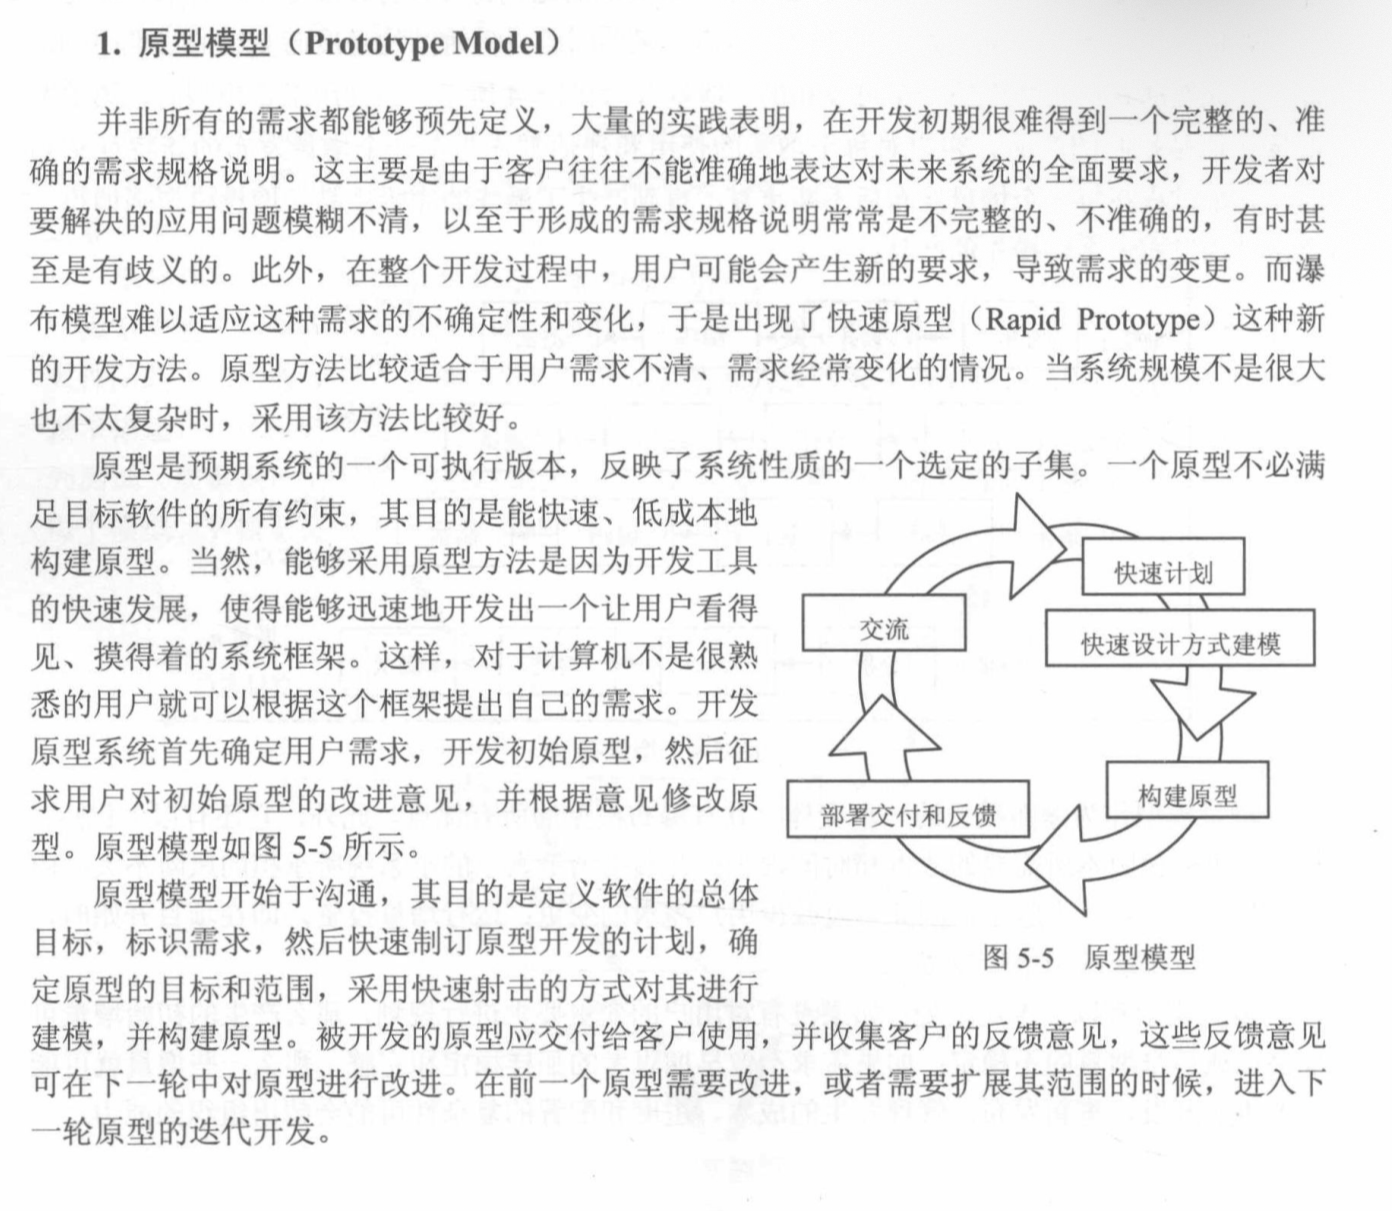 1. 原型模型（Prototype Model）
并非所有的需求都能够预先定义，大量的实践表明，在开发初期很难得到一个完整的、准
确的需求规格说明。这主要是由于客户往往不能准确地表达对未来系统的全面要求，开发者对
要解决的应用问题模糊不清，以至于形成的需求规格说明常常是不完整的、不准确的，有时甚
至是有歧义的。此外，在整个开发过程中，用户可能会产生新的要求，导致需求的变更。而瀑
布模型难以适应这种需求的不确定性和变化，于是出现了快速原型（Rapid Prototype）这种新
的开发方法。原型方法比较适合于用户需求不清、需求经常变化的情况。当系统规模不是很大
也不太复杂时，采用该方法比较好。
原型是预期系统的一个可执行版本，反映了系统性质的一个选定的子集。一个原型不必满
足目标软件的所有约束，其目的是能快速、低成本地
构建原型。当然，能够采用原型方法是因为开发工具
的快速发展，使得能够迅速地开发出一个让用户看得
见、摸得着的系统框架。这样，对于计算机不是很熟
悉的用户就可以根据这个框架提出自己的需求。开发
原型系统首先确定用户需求，开发初始原型，然后征
求用户对初始原型的改进意见，并根据意见修改原
型。原型模型如图 5-5 所示。
原型模型开始于沟通，其目的是定义软件的总体
目标，标识需求，然后快速制订原型开发的计划，确
定原型的目标和范围，采用快速射击的方式对其进行
建模，并构建原型。被开发的原型应交付给客户使用，并收集客户的反馈意见，这些反馈意见
可在下一轮中对原型进行改进。在前一个原型需要改进，或者需要扩展其范围的时候，进入下
一轮原型的迭代开发。
快速计划
交流
快速设计方式建模
构建原型
部署交付和反馈
图 5-5 原型模型